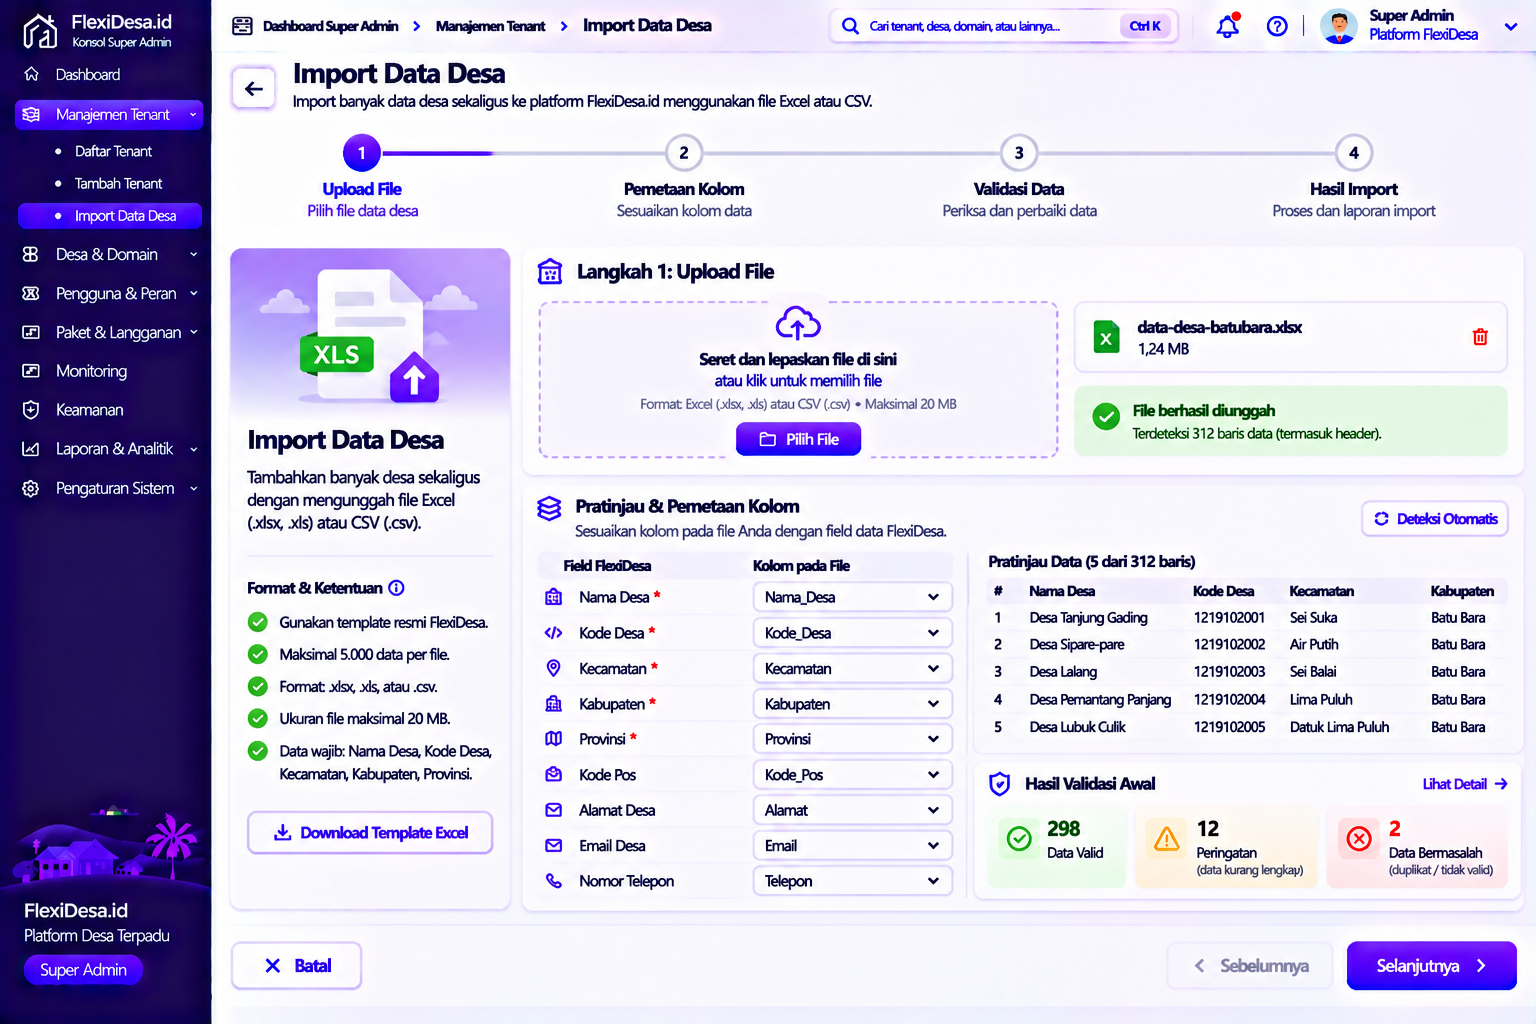 FlexiDesa.id
Konsol Super Admin
Dashboard
Manajemen Tenant
Daftar Tenant
Tambah Tenant
Import Data Desa
Desa & Domain
Pengguna & Peran
Paket & Langganan
Monitoring
Keamanan
Laporan & Analitik
Pengaturan Sistem
FlexiDesa.id
Platform Desa Terpadu
Super Admin
Dashboard Super Admin > Manajemen Tenant > Import Data Desa
Cari tenant, desa, domain, atau lainnya...
Ctrl K
Super Admin
Platform FlexiDesa
Import Data Desa
Import banyak data desa sekaligus ke platform FlexiDesa.id menggunakan file Excel atau CSV.
1
Upload File
Pilih file data desa
2
Pemetaan Kolom
Sesuaikan kolom data
3
Validasi Data
Periksa dan perbaiki data
4
Hasil Import
Proses dan laporan import
XLS
Import Data Desa
Tambahkan banyak desa sekaligus
dengan mengunggah file Excel
(.xlsx, .xls) atau CSV (.csv).
Format & Ketentuan
Gunakan template resmi FlexiDesa.
Maksimal 5.000 data per file.
Format: .xlsx, .xls, atau .csv.
Ukuran file maksimal 20 MB.
Data wajib: Nama Desa, Kode Desa,
Kecamatan, Kabupaten, Provinsi.
Download Template Excel
Langkah 1: Upload File
Seret dan lepaskan file di sini
atau klik untuk memilih file
Format: Excel (.xlsx, .xls) atau CSV (.csv) • Maksimal 20 MB
Pilih File
X
data-desa-batubara.xlsx
1,24 MB
File berhasil diunggah
Terdeteksi 312 baris data (termasuk header).
Pratinjau & Pemetaan Kolom
Sesuaikan kolom pada file Anda dengan field data FlexiDesa.
Deteksi Otomatis
Field FlexiDesa Kolom pada File
Nama Desa * Nama_Desa
Kode Desa * Kode_Desa
Kecamatan * Kecamatan
Kabupaten * Kabupaten
Provinsi * Provinsi
Kode Pos Kode_Pos
Alamat Desa Alamat
Email Desa Email
Nomor Telepon Telepon
Pratinjau Data (5 dari 312 baris)
# Nama Desa Kode Desa Kecamatan Kabupaten
1 Desa Tanjung Gading 1219102001 Sei Suka Batu Bara
2 Desa Sipare-pare 1219102002 Air Putih Batu Bara
3 Desa Lalang 1219102003 Sei Balai Batu Bara
4 Desa Pemantang Panjang 1219102004 Lima Puluh Batu Bara
5 Desa Lubuk Culik 1219102005 Datuk Lima Puluh Batu Bara
Hasil Validasi Awal
Lihat Detail →
298
Data Valid
12
Peringatan
(data kurang lengkap)
2
Data Bermasalah
(duplikat / tidak valid)
Batal
Sebelumnya
Selanjutnya